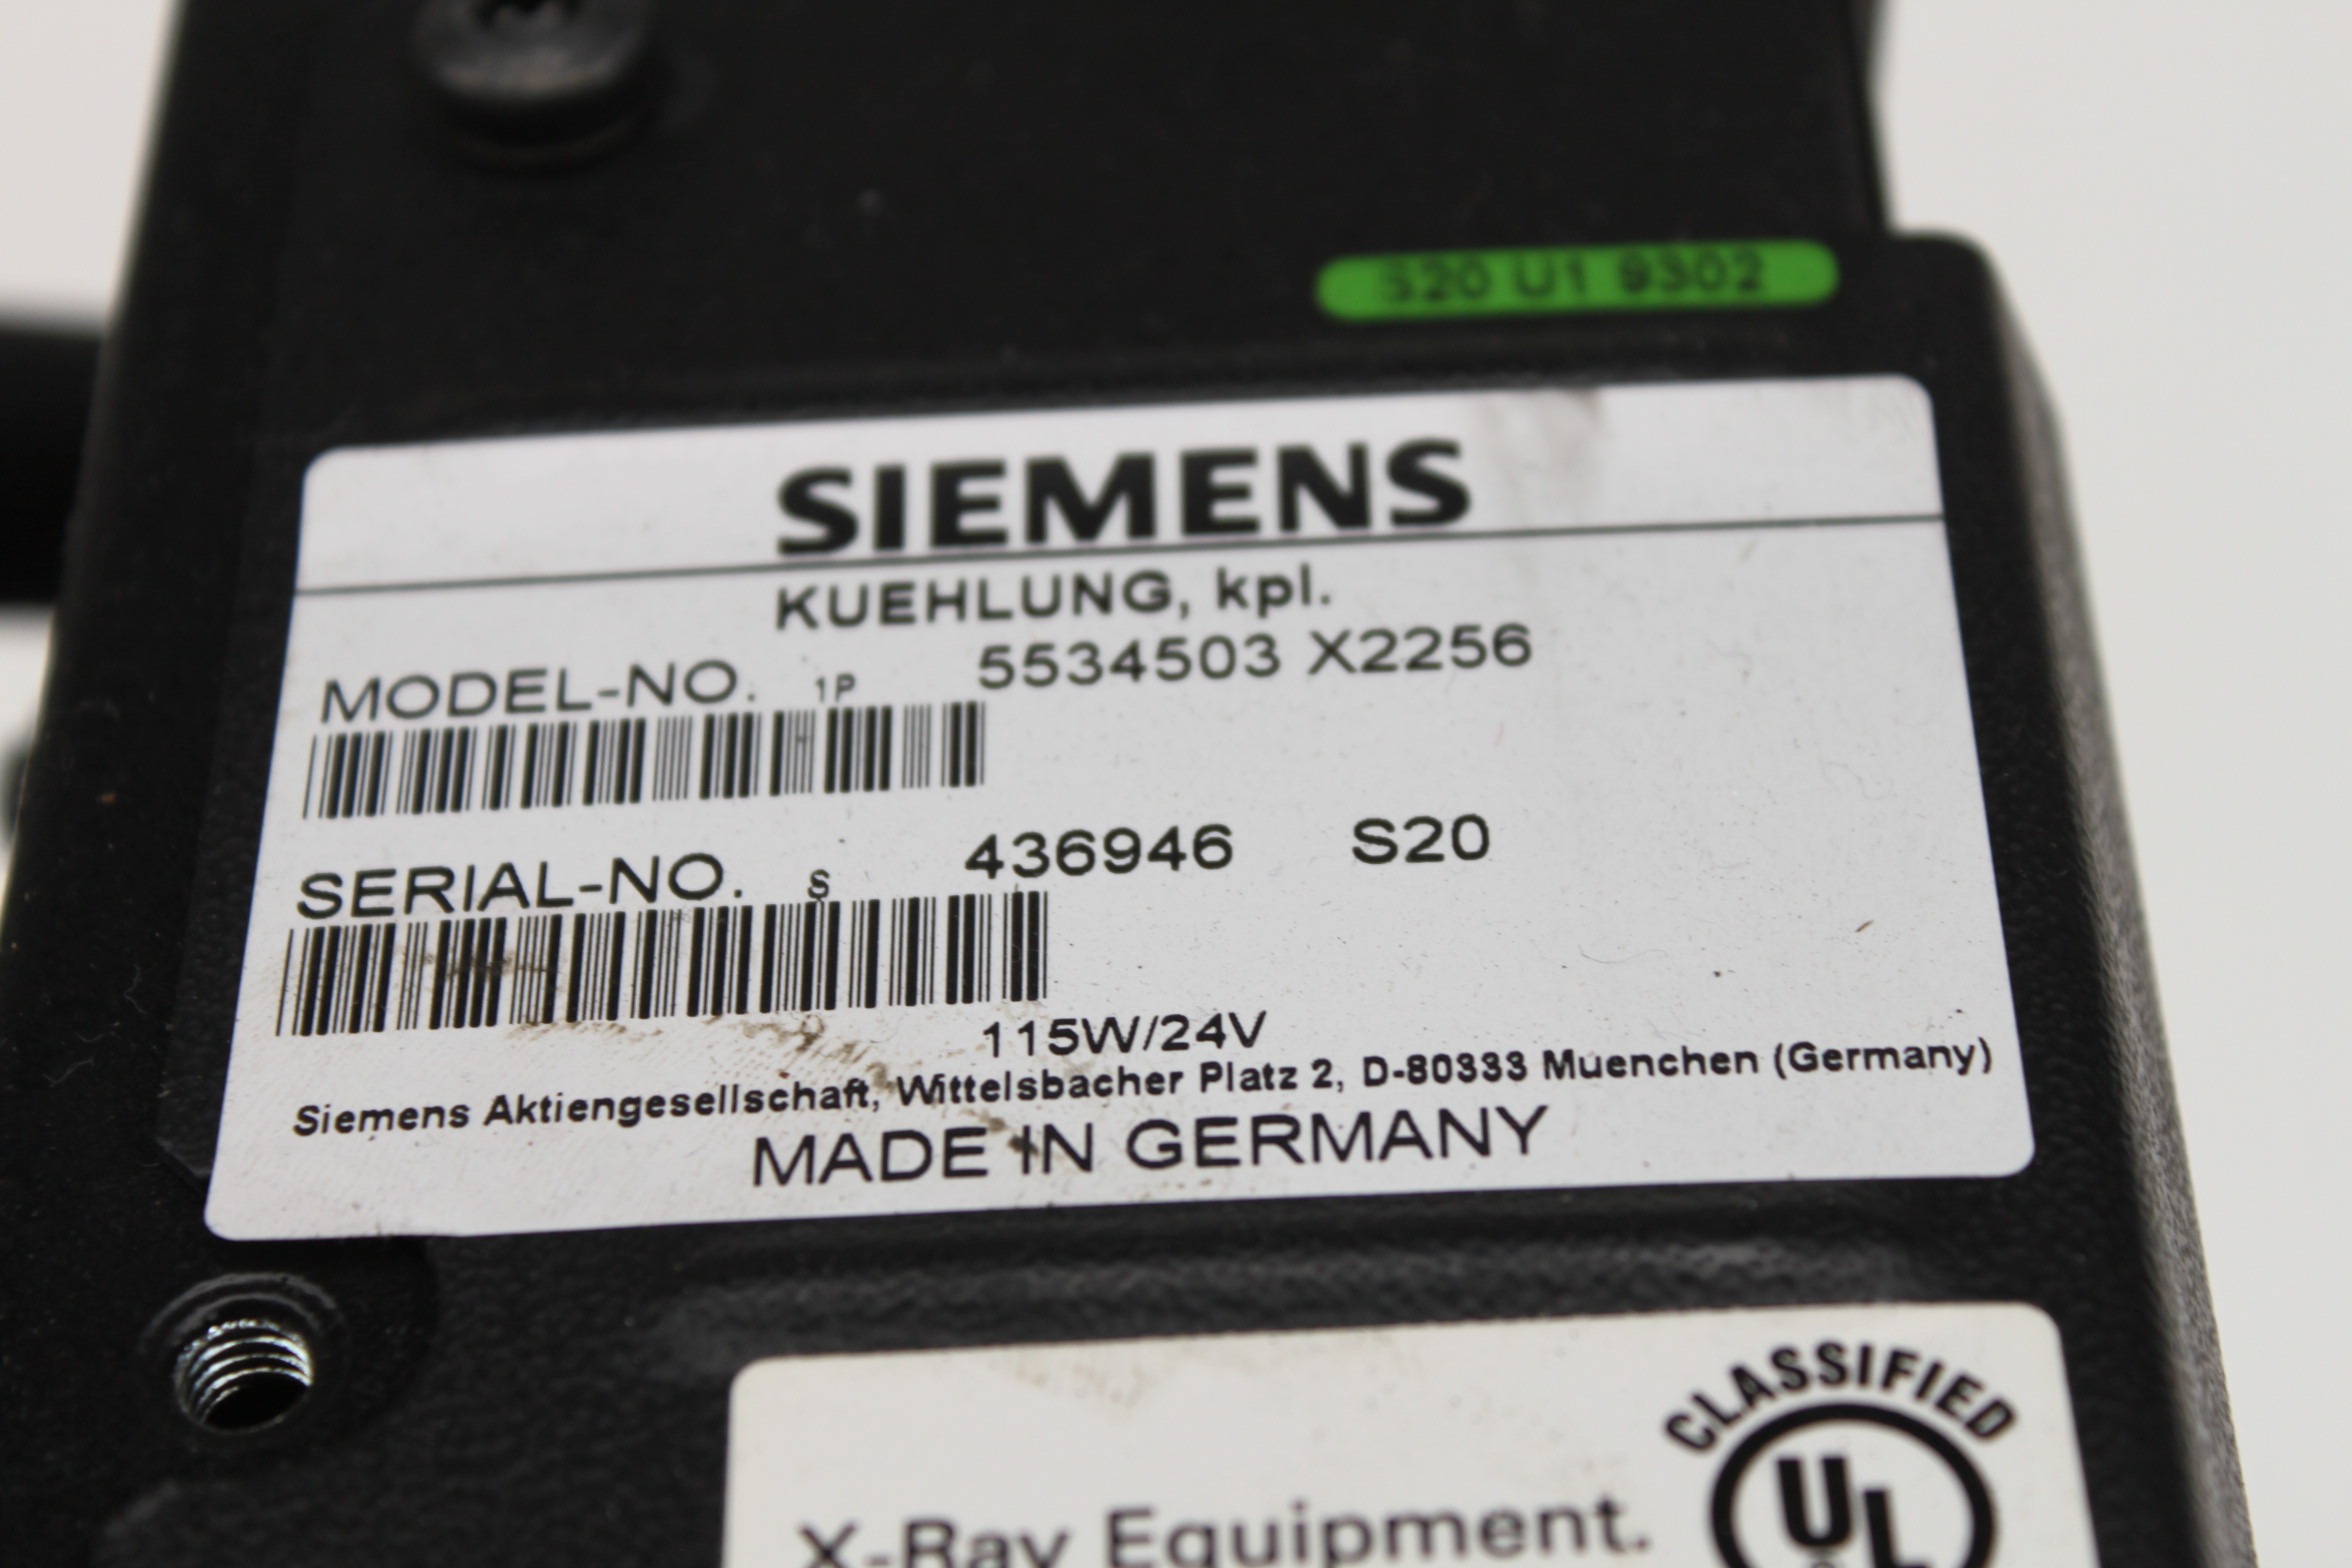 S20 U1 9302
SIEMENS
KUEHLUNG, kpl.
MODEL-NO. 1P 5534503 X2256
SERIAL-NO. S 436946 S20
115W/24V
Siemens Aktiengesellschaft, Wittelsbacher Platz 2, D-80333 Muenchen (Germany)
MADE IN GERMANY
CLASSIFIED
UL
X-Ray Equipment.